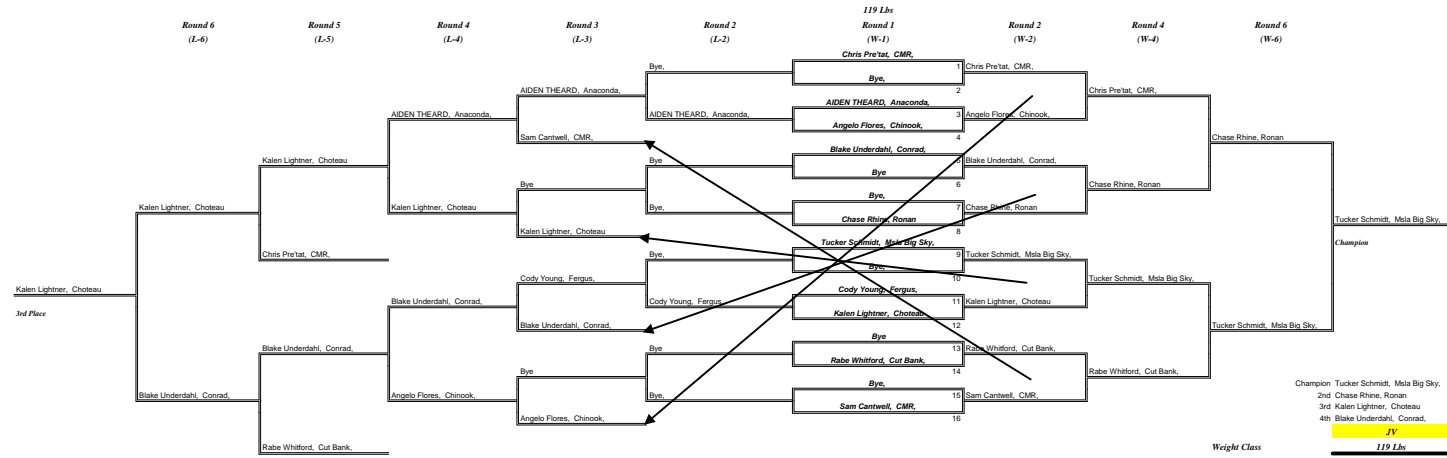 119 Lbs
Round 6 Round 5 Round 4 Round 3 Round 2 Round 1 Round 2 Round 4 Round 6
(L-6) (L-5) (L-4) (L-3) (L-2) (W-1) (W-2) (W-4) (W-6)
Chris Pre'tat, CMR,
Bye, 1 Chris Pre'tat, CMR,
Bye,
AIDEN THEARD, Anaconda, 2 Chris Pre'tat, CMR,
AIDEN THEARD, Anaconda,
AIDEN THEARD, Anaconda, AIDEN THEARD, Anaconda, 3 Angelo Flores, Chinook,
Angelo Flores, Chinook,
Sam Cantwell, CMR, 4 Chase Rhine, Ronan
Blake Underdahl, Conrad,
Kalen Lightner, Choteau Bye 5 Blake Underdahl, Conrad,
Bye
Bye 6 Chase Rhine, Ronan
Bye,
Kalen Lightner, Choteau Kalen Lightner, Choteau Bye, 7 Chase Rhine, Ronan
Chase Rhine, Ronan
Tucker Schmidt, Msla Big Sky,
Kalen Lightner, Choteau 8
Tucker Schmidt, Msla Big Sky, Champion
Chris Pre'tat, CMR, Bye, 9 Tucker Schmidt, Msla Big Sky,
Bye,
Cody Young, Fergus, 10 Tucker Schmidt, Msla Big Sky,
Kalen Lightner, Choteau Cody Young, Fergus,
Blake Underdahl, Conrad, Cody Young, Fergus, 11 Kalen Lightner, Choteau
3rd Place Kalen Lightner, Choteau
Blake Underdahl, Conrad, 12 Tucker Schmidt, Msla Big Sky,
Bye
Blake Underdahl, Conrad, Bye 13 Rabe Whitford, Cut Bank,
Rabe Whitford, Cut Bank,
Bye 14 Rabe Whitford, Cut Bank,
Bye,
Champion Tucker Schmidt, Msla Big Sky,
Blake Underdahl, Conrad, Angelo Flores, Chinook, Bye, 15 Sam Cantwell, CMR,
2nd Chase Rhine, Ronan
Sam Cantwell, CMR,
3rd Kalen Lightner, Choteau
Angelo Flores, Chinook, 16
4th Blake Underdahl, Conrad,
JV
Rabe Whitford, Cut Bank, Weight Class 119 Lbs